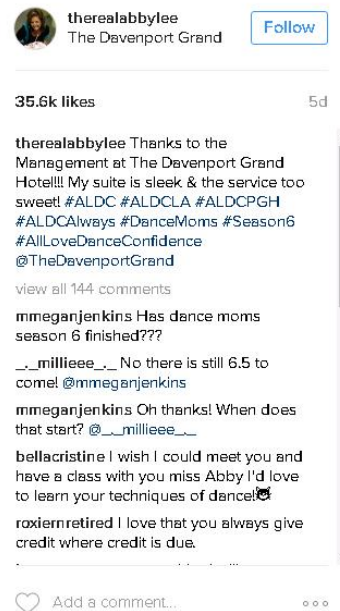 therealabbylee
The Davenport Grand
Follow
35.6k likes
5d
therealabbylee Thanks to the
Management at The Davenport Grand
Hotel!!! My suite is sleek & the service too
sweet! #ALDC #ALDCLA #ALDCPGH
#ALDCAlways #DanceMoms #Season6
#AllLoveDanceConfidence
@TheDavenportGrand
view all 144 comments
mmeganjenkins Has dance moms
season 6 finished???
_._millieee_._ No there is still 6.5 to
come! @mmeganjenkins
mmeganjenkins Oh thanks! When does
that start? @_._millieee_._
bellacristine I wish I could meet you and
have a class with you miss Abby I'd love
to learn your techniques of dance!
roxiernretired I love that you always give
credit where credit is due.
Add a comment...